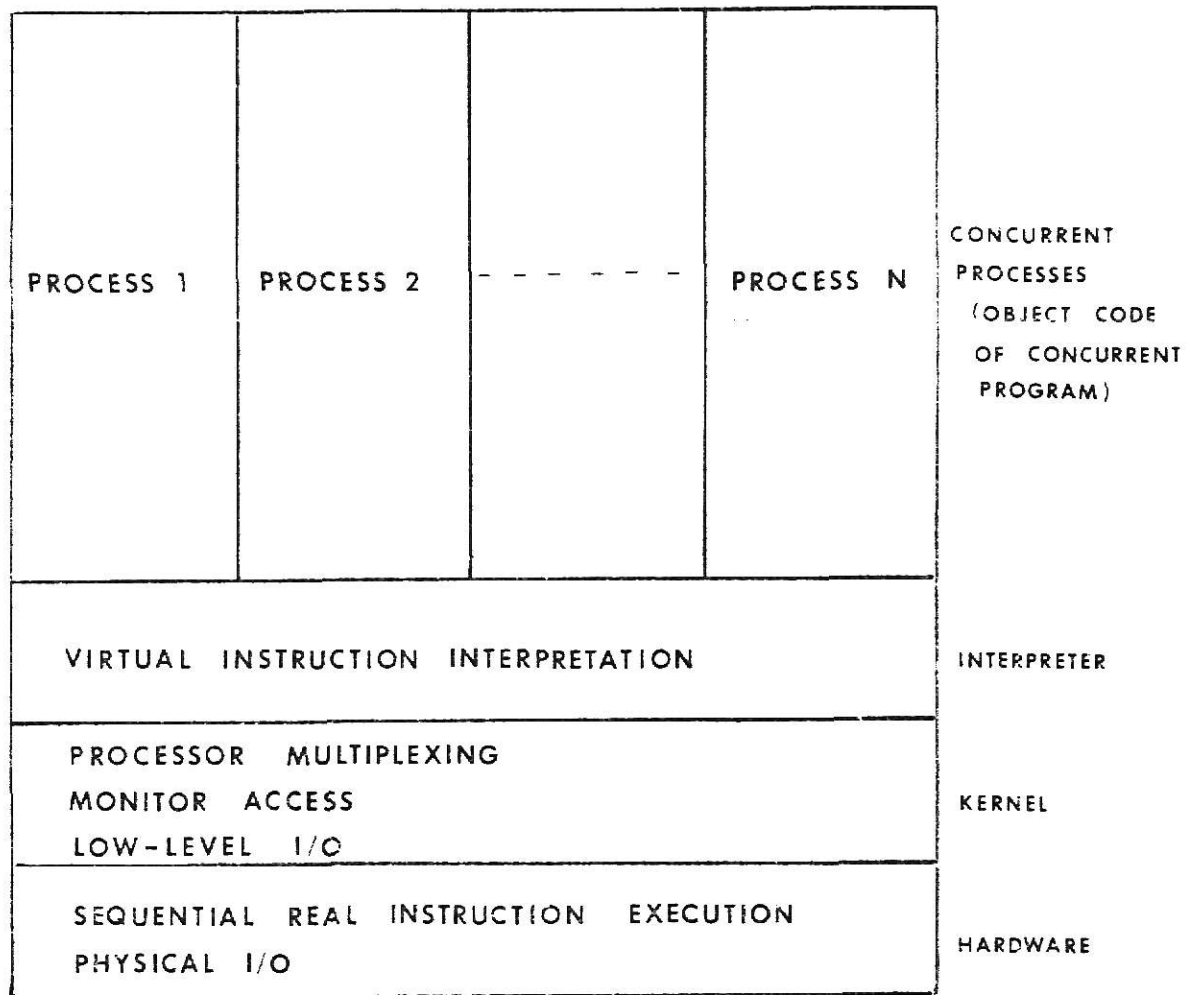 PROCESS 1
PROCESS 2
- - - - - -
PROCESS N
CONCURRENT
PROCESSES
(OBJECT CODE
OF CONCURRENT
PROGRAM)
VIRTUAL INSTRUCTION INTERPRETATION
INTERPRETER
PROCESSOR MULTIPLEXING
MONITOR ACCESS
LOW-LEVEL I/O
KERNEL
SEQUENTIAL REAL INSTRUCTION EXECUTION
PHYSICAL I/O
HARDWARE